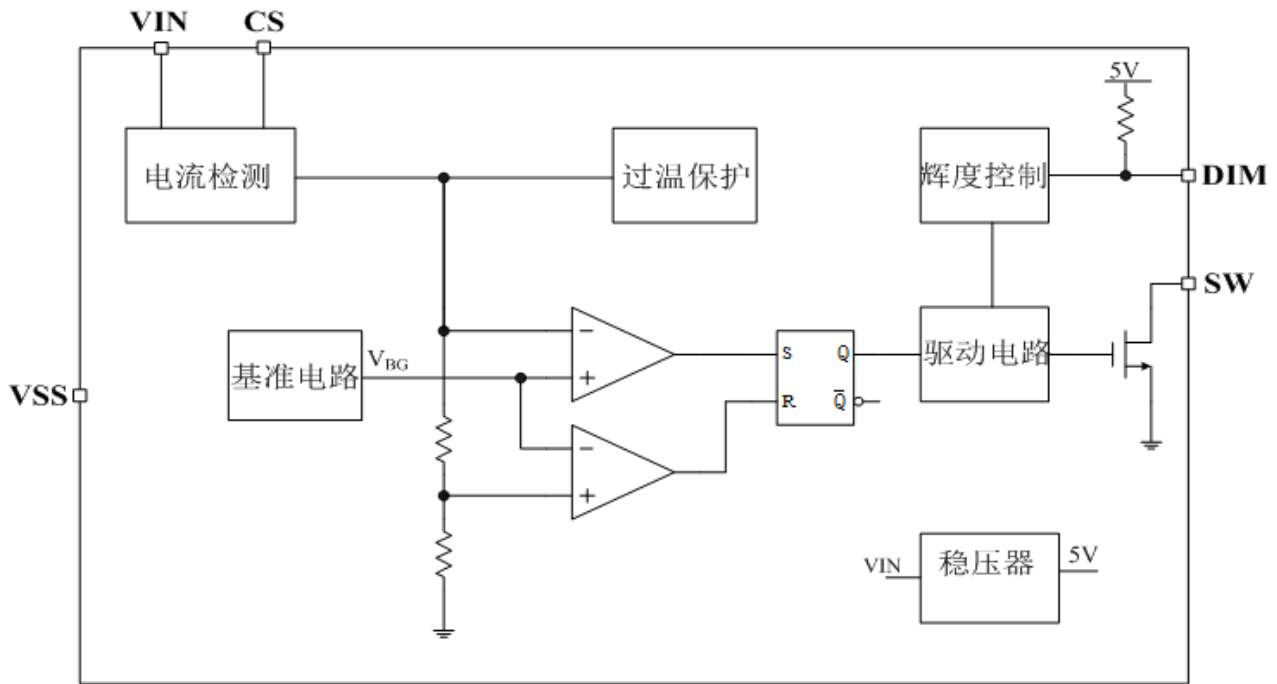 VIN
CS
5V
电流检测
过温保护
辉度控制
DIM
SW
−
基准电路
VBG
+
S
Q
驱动电路
VSS
R
Q̅
−
+
VIN
稳压器
5V